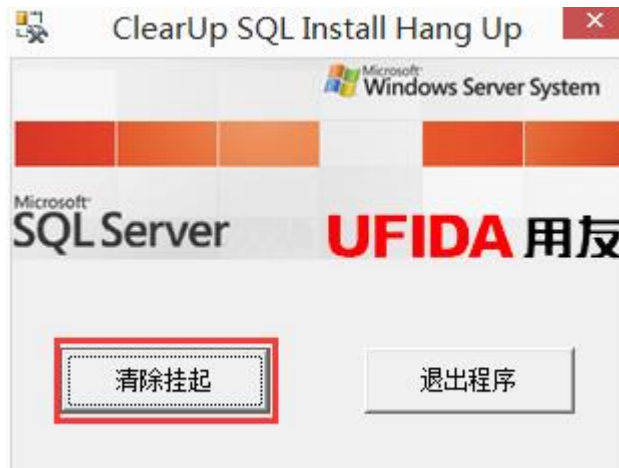 ClearUp SQL Install Hang Up
Microsoft
Windows Server System
Microsoft
SQL Server
UFIDA 用友
清除挂起
退出程序